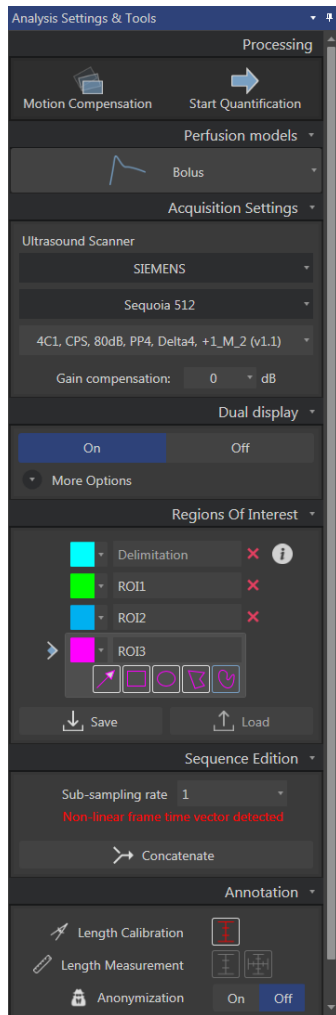 Analysis Settings & Tools
Processing
Motion Compensation
Start Quantification
Perfusion models
Bolus
Acquisition Settings
Ultrasound Scanner
SIEMENS
Sequoia 512
4C1, CPS, 80dB, PP4, Delta4, +1_M_2 (v1.1)
Gain compensation: 0 dB
Dual display
On Off
More Options
Regions Of Interest
Delimitation
ROI1
ROI2
ROI3
Save Load
Sequence Edition
Sub-sampling rate 1
Non-linear frame time vector detected
Concatenate
Annotation
Length Calibration
Length Measurement
Anonymization On Off